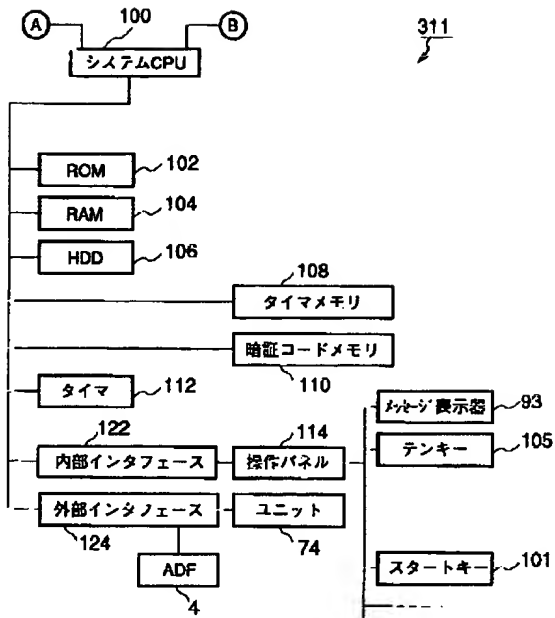 A
B
100
311
システムCPU
ROM
102
RAM
104
HDD
106
108
タイマメモリ
暗証コードメモリ
110
タイマ
112
メッセージ表示器
93
122
114
テンキー
105
内部インタフェース
操作パネル
外部インタフェース
ユニット
124
74
スタートキー
101
ADF
4